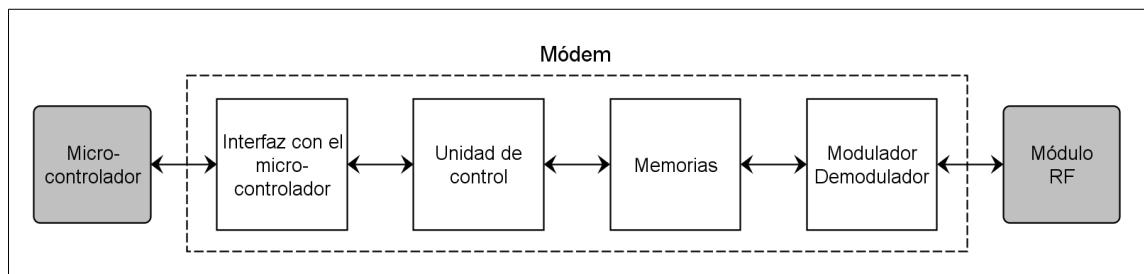 Módem
Micro-
controlador
Interfaz con el
micro-
controlador
Unidad de
control
Memorias
Modulador
Demodulador
Módulo
RF